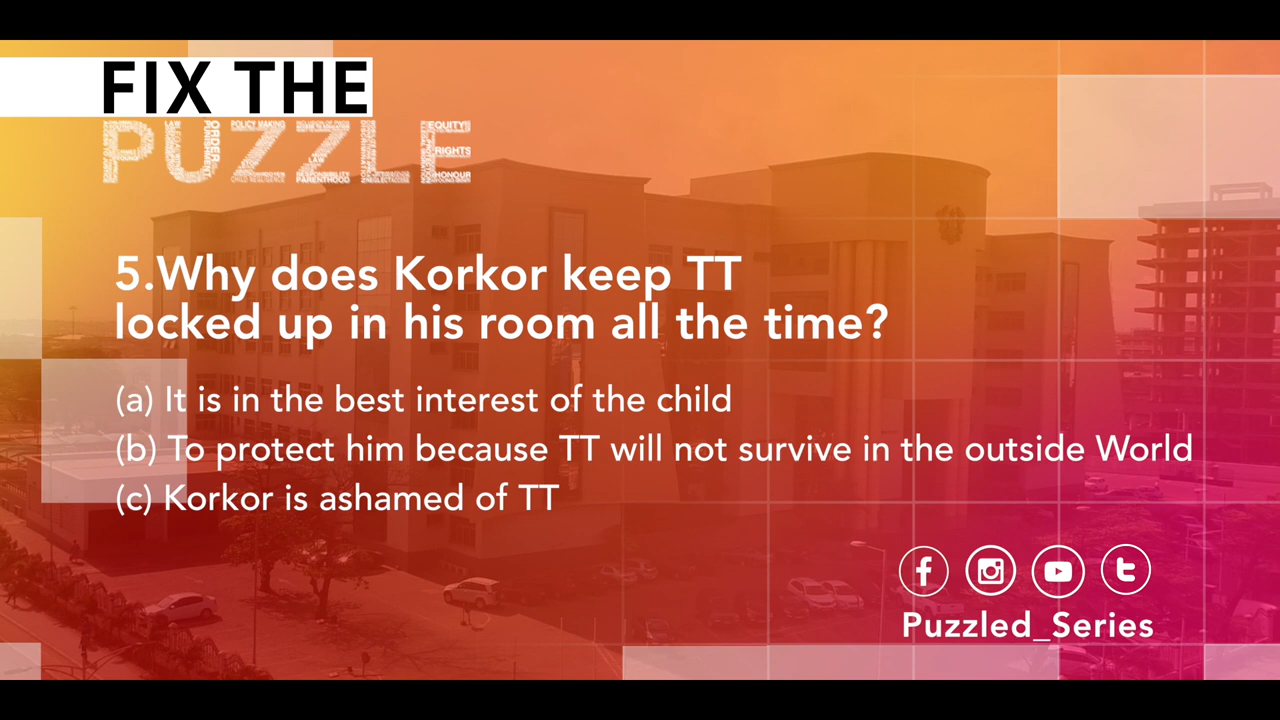 FIX THE
PUZZLE
5.Why does Korkor keep TT
locked up in his room all the time?
(a) It is in the best interest of the child
(b) To protect him because TT will not survive in the outside World
(c) Korkor is ashamed of TT
Puzzled_Series